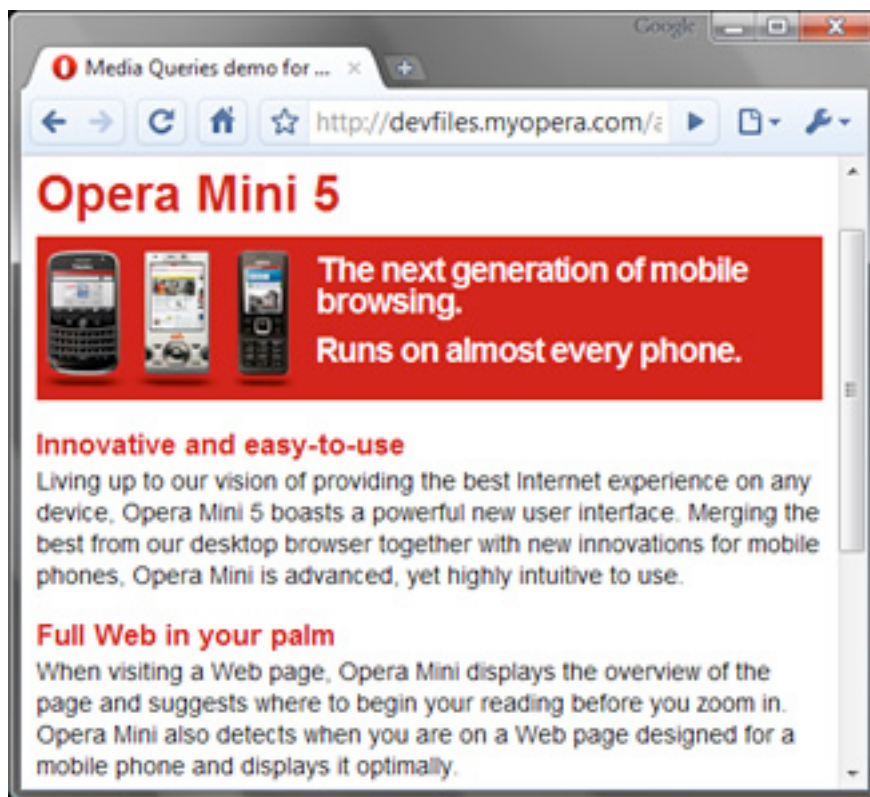 Google
Media Queries demo for ...
http://devfiles.myopera.com/a
Opera Mini 5
The next generation of mobile
browsing.
Runs on almost every phone.
Innovative and easy-to-use
Living up to our vision of providing the best Internet experience on any
device, Opera Mini 5 boasts a powerful new user interface. Merging the
best from our desktop browser together with new innovations for mobile
phones, Opera Mini is advanced, yet highly intuitive to use.
Full Web in your palm
When visiting a Web page, Opera Mini displays the overview of the
page and suggests where to begin your reading before you zoom in.
Opera Mini also detects when you are on a Web page designed for a
mobile phone and displays it optimally.